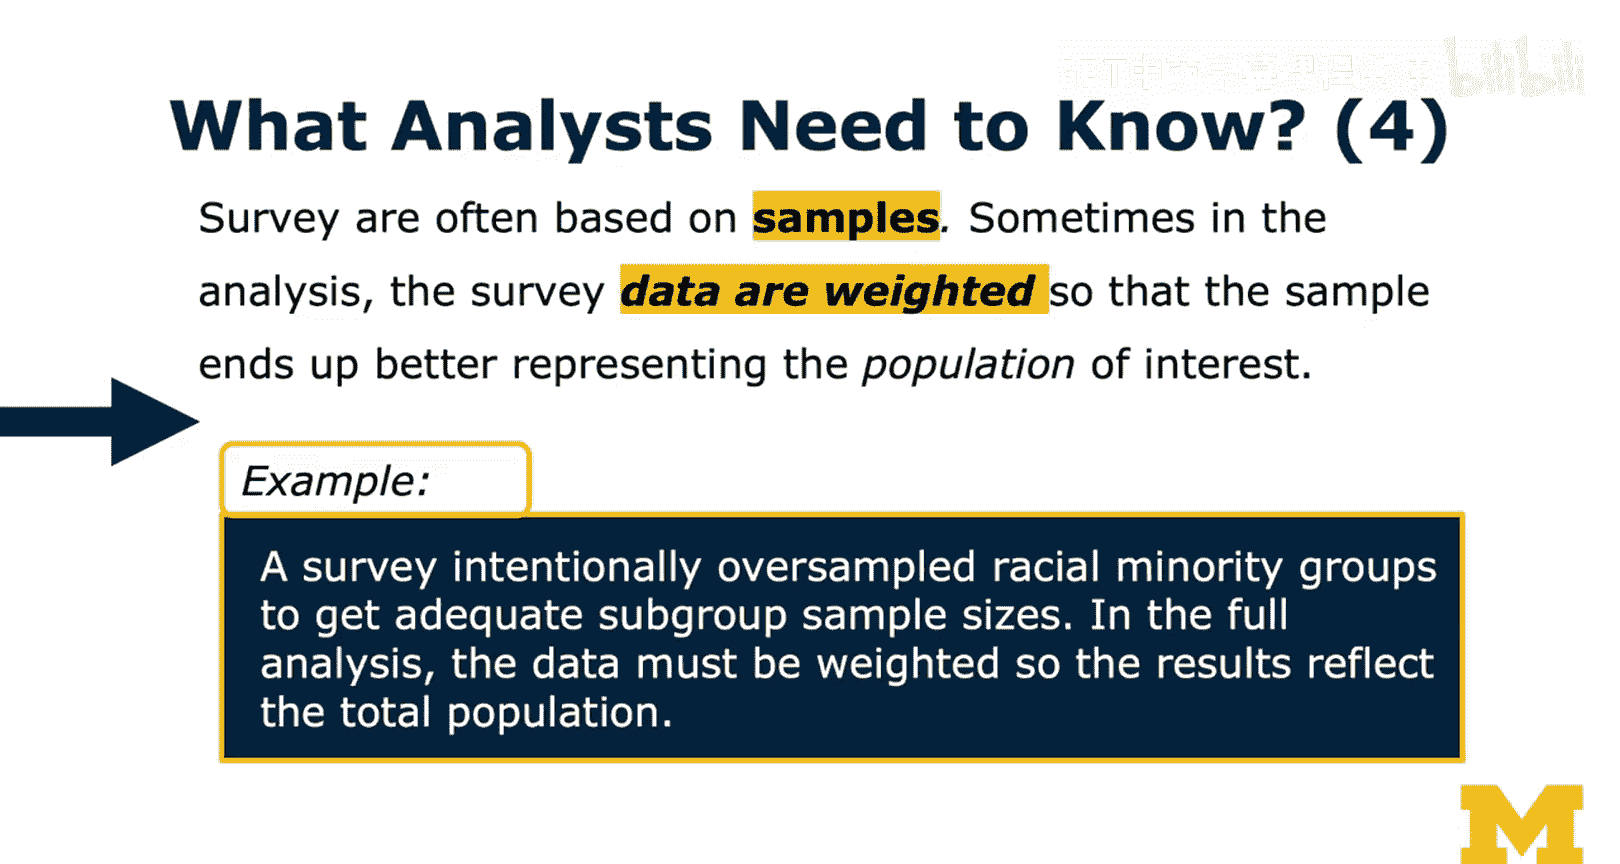 bilibili
What Analysts Need to Know? (4)
Survey are often based on samples. Sometimes in the
analysis, the survey data are weighted so that the sample
ends up better representing the population of interest.
Example:
A survey intentionally oversampled racial minority groups
to get adequate subgroup sample sizes. In the full
analysis, the data must be weighted so the results reflect
the total population.
M